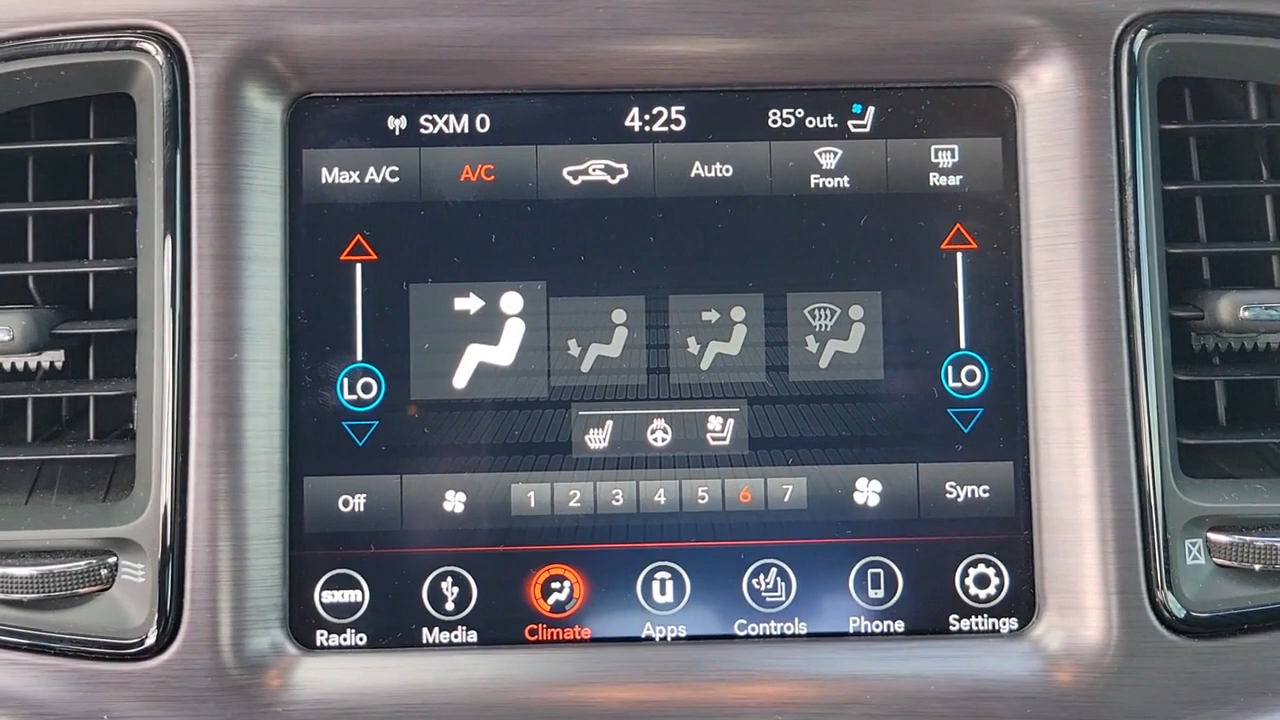 SXM 0 4:25 85° out.
Max A/C A/C Auto Front Rear
LO LO
Off 1 2 3 4 5 6 7 Sync
sxm
Radio Media Climate Apps Controls Phone Settings